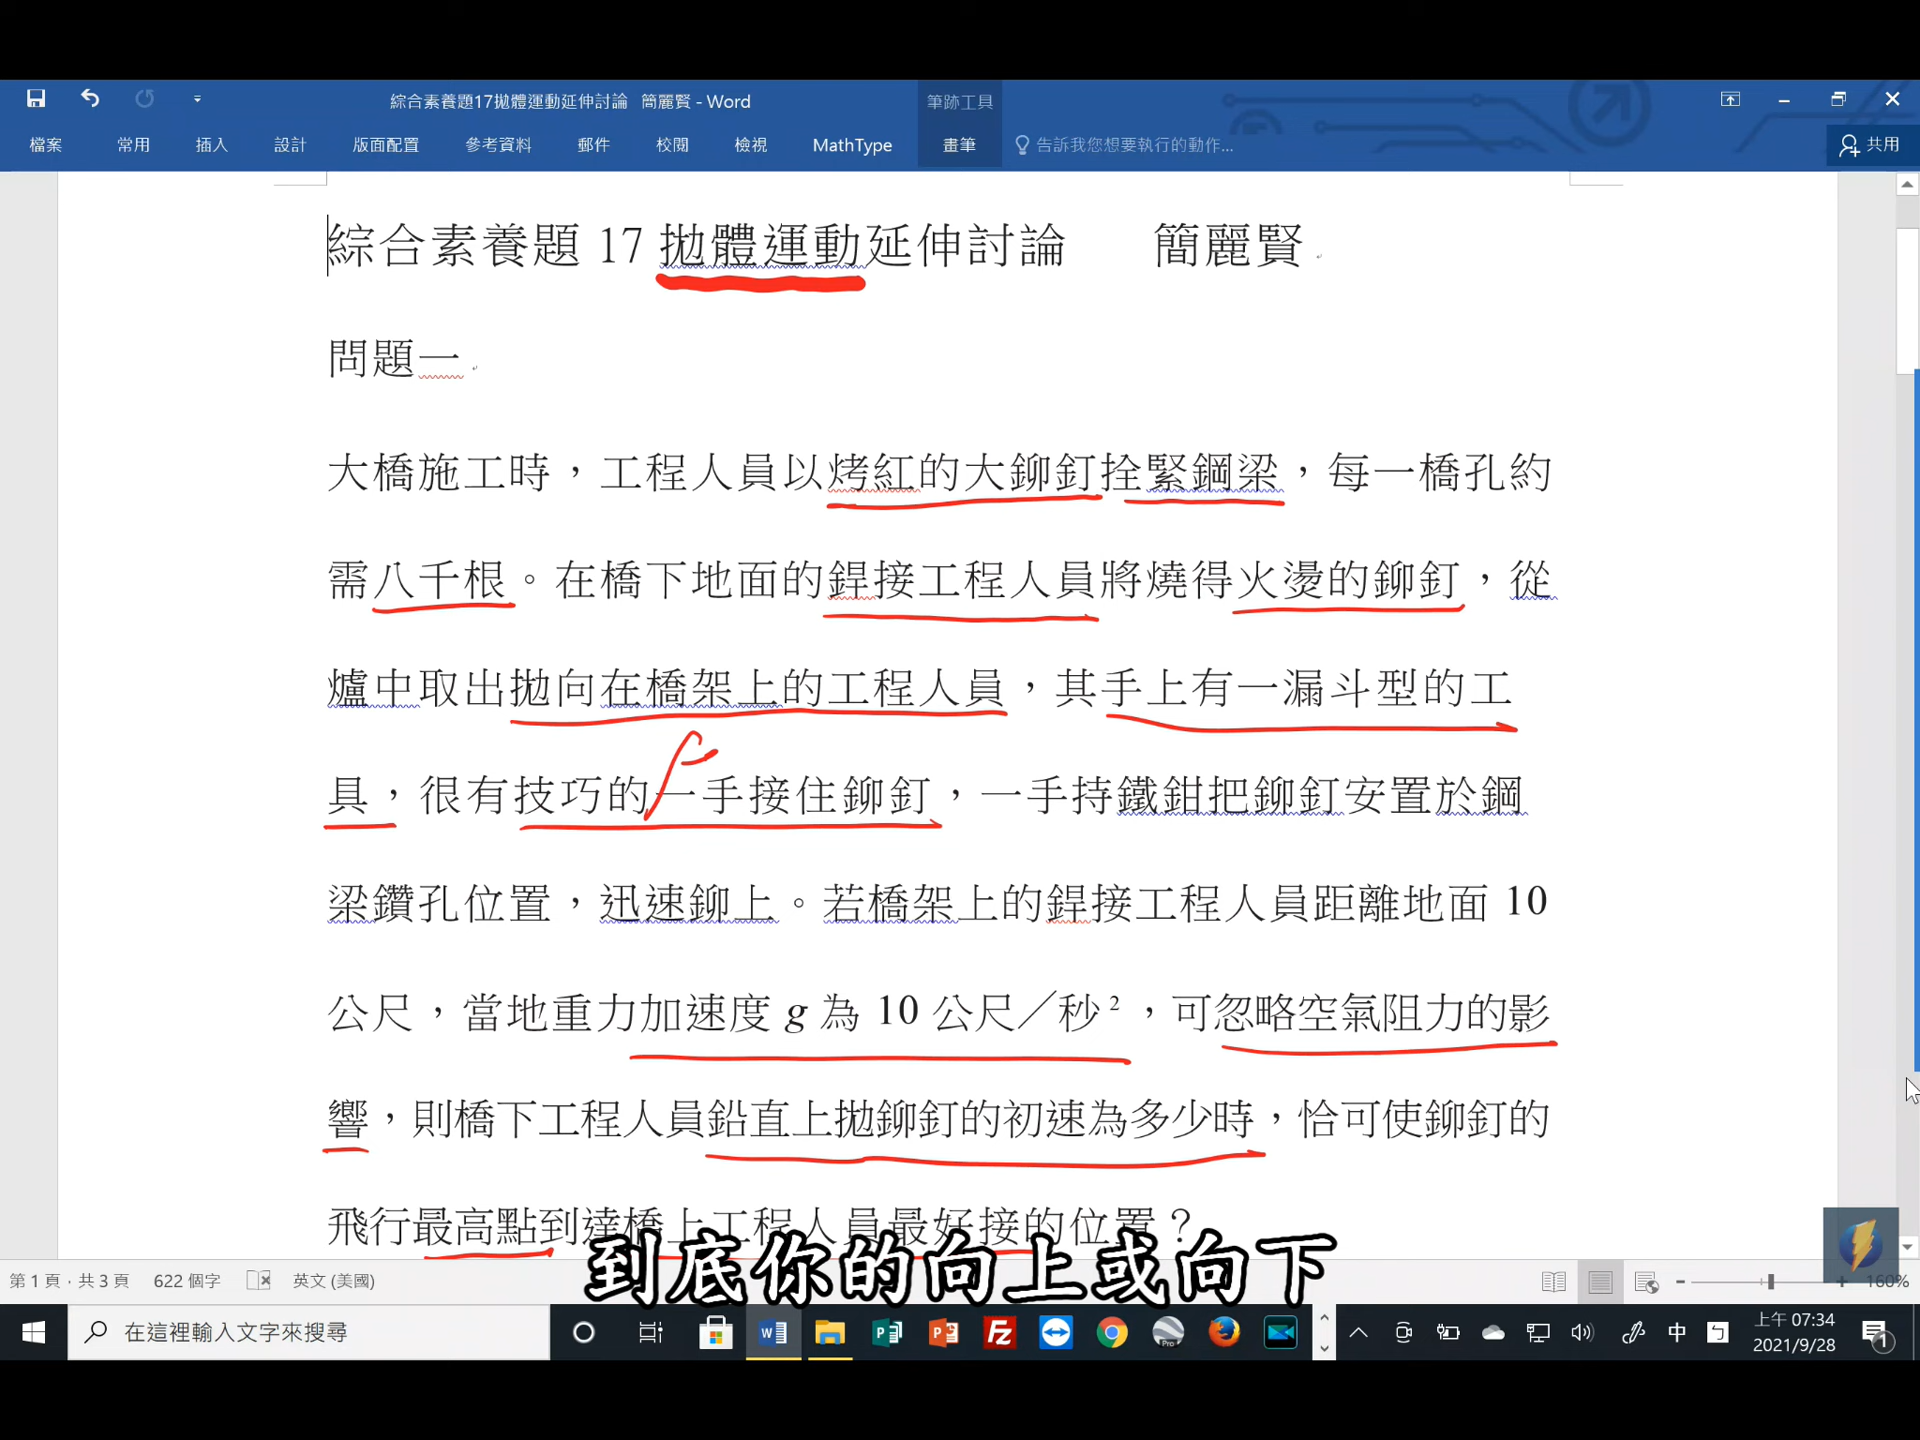 綜合素養題17拋體運動延伸討論 簡麗賢 - Word
筆跡工具
檔案 常用 插入 設計 版面配置 參考資料 郵件 校閱 檢視 MathType 畫筆 告訴我您想要執行的動作... 共用
綜合素養題 17 拋體運動延伸討論 簡麗賢
問題一
大橋施工時，工程人員以烤紅的大鉚釘拴緊鋼梁，每一橋孔約
需八千根。在橋下地面的銲接工程人員將燒得火燙的鉚釘，從
爐中取出拋向在橋架上的工程人員，其手上有一漏斗型的工
具，很有技巧的一手接住鉚釘，一手持鐵鉗把鉚釘安置於鋼
梁鑽孔位置，迅速鉚上。若橋架上的銲接工程人員距離地面 10
公尺，當地重力加速度 g 為 10 公尺／秒²，可忽略空氣阻力的影
響，則橋下工程人員鉛直上拋鉚釘的初速為多少時，恰可使鉚釘的
飛行最高點到達橋上工程人員最好接的位置？
到底你的向上或向下
第 1 頁，共 3 頁 622 個字 英文 (美國) 160%
在這裡輸入文字來搜尋
中
上午 07:34
2021/9/28
1